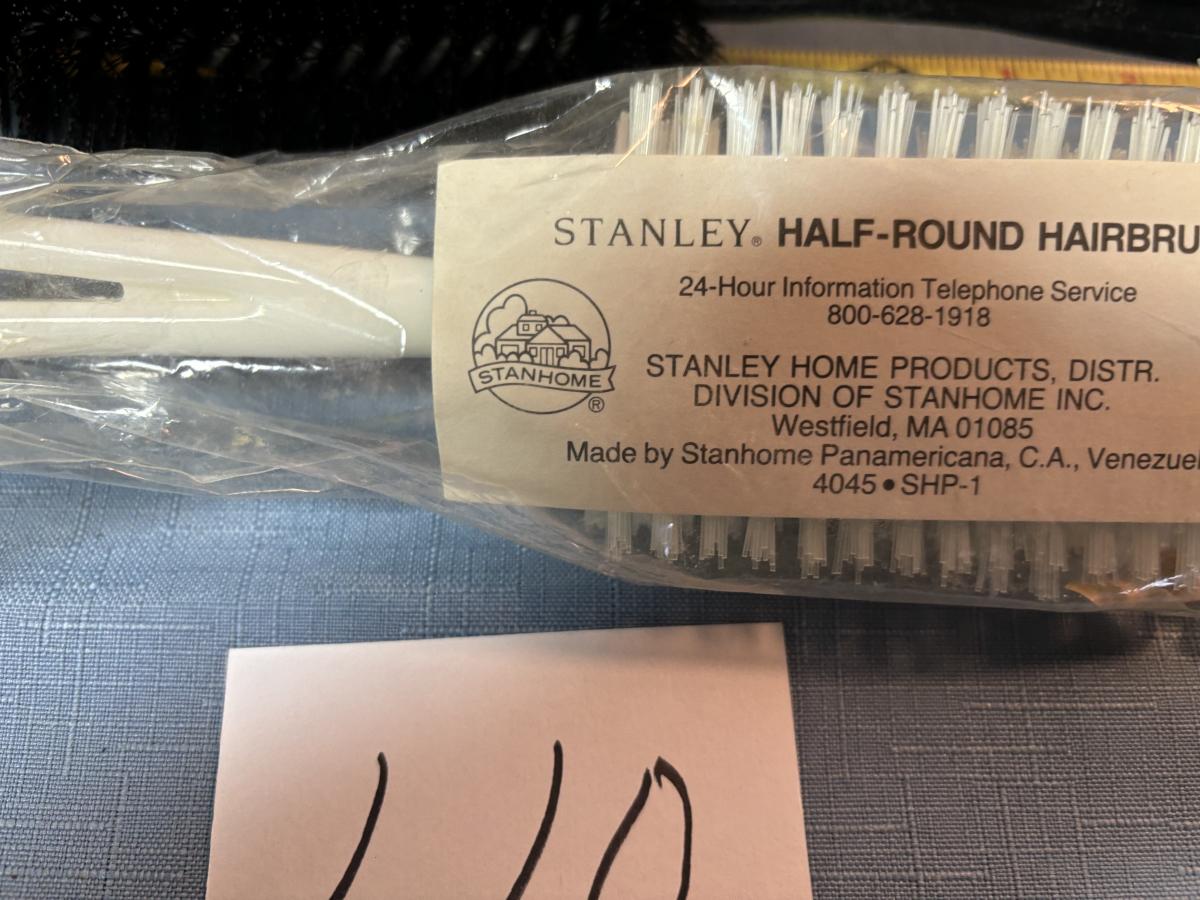 STANLEY® HALF-ROUND HAIRBRU
24-Hour Information Telephone Service
800-628-1918
STANHOME
®
STANLEY HOME PRODUCTS, DISTR.
DIVISION OF STANHOME INC.
Westfield, MA 01085
Made by Stanhome Panamericana, C.A., Venezuel
4045 • SHP-1